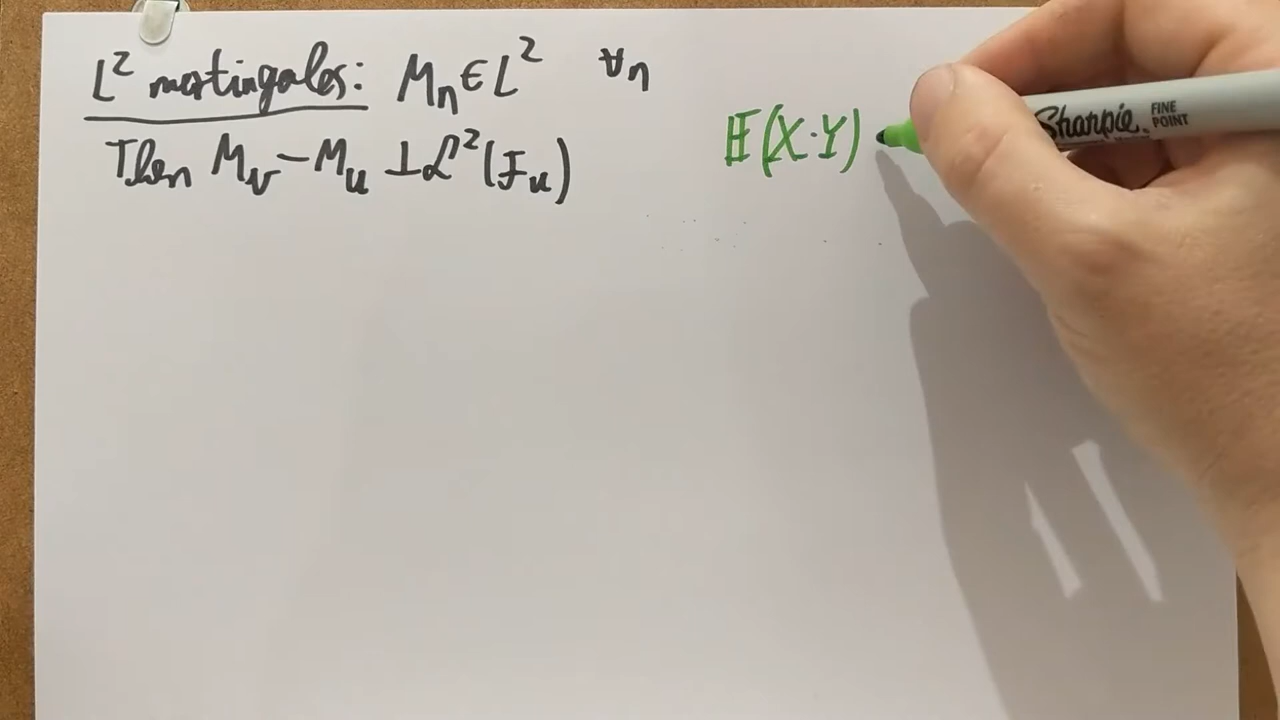 L² martingales: Mₙ ∈ L² ∀n
Then Mᵥ − Mᵤ ⊥ ℒ²(ℱᵤ)
𝔼(X·Y)
Sharpie. FINE POINT